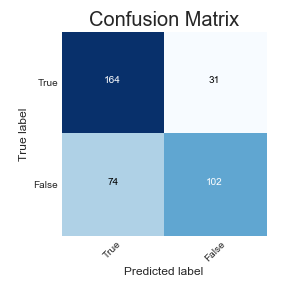 Confusion Matrix
True label
True
164
31
False
74
102
True
False
Predicted label